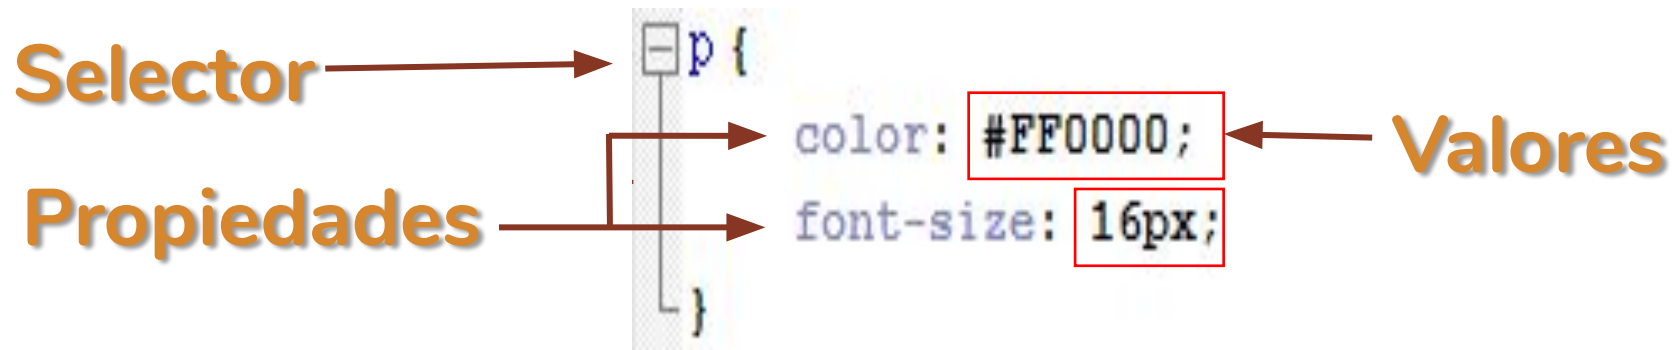 Selector
p {
color: #FF0000;
Valores
Propiedades
font-size: 16px;
}